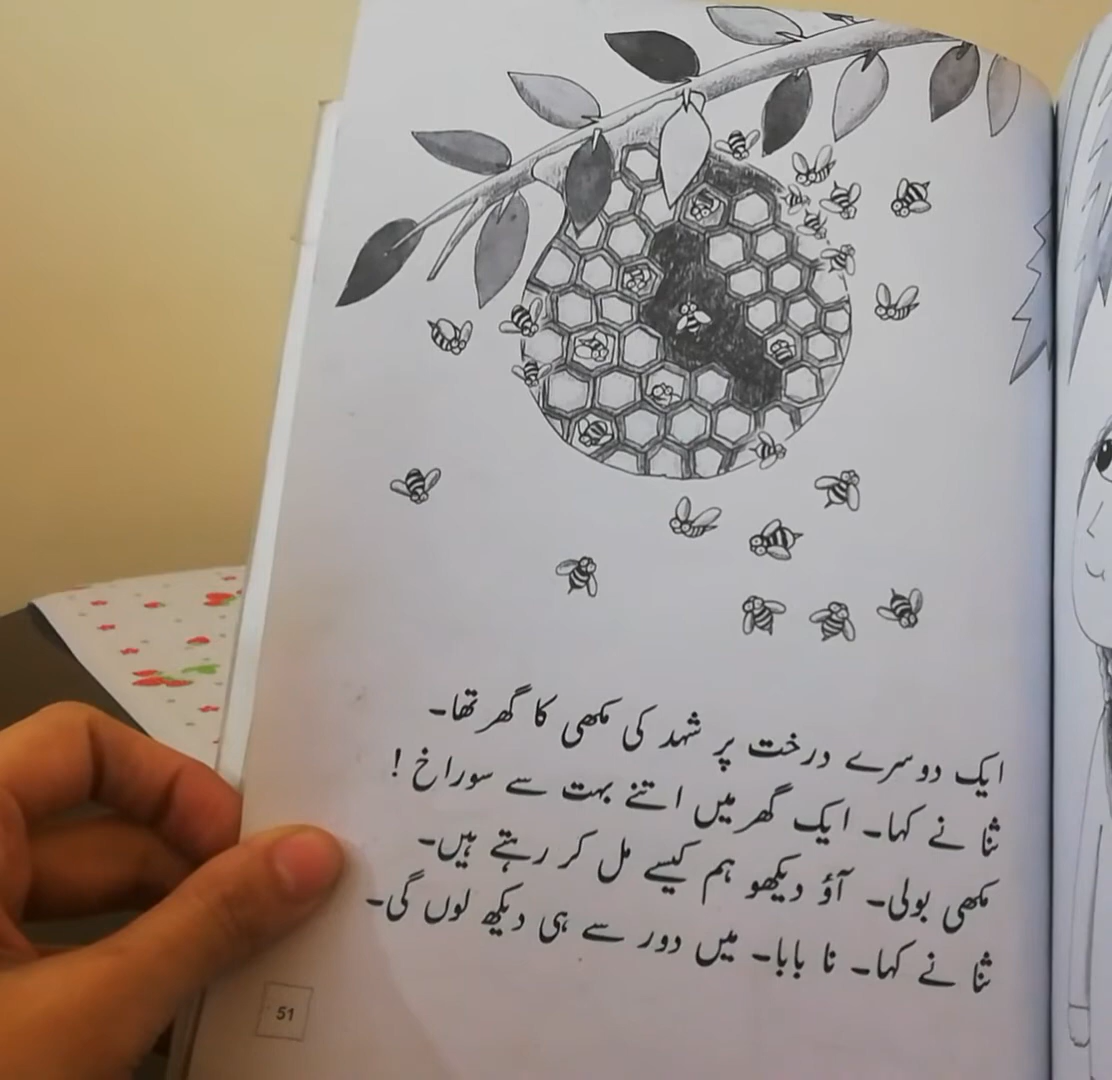 ایک دوسرے درخت پر شہد کی مکھی کا گھر تھا۔
ثنا نے کہا۔ ایک گھر میں اتنے بہت سے سوراخ !
مکھی بولی۔ آؤ دیکھو ہم کیسے مل کر رہتے ہیں۔
ثنا نے کہا۔ نا بابا۔ میں دور سے ہی دیکھ لوں گی۔
51